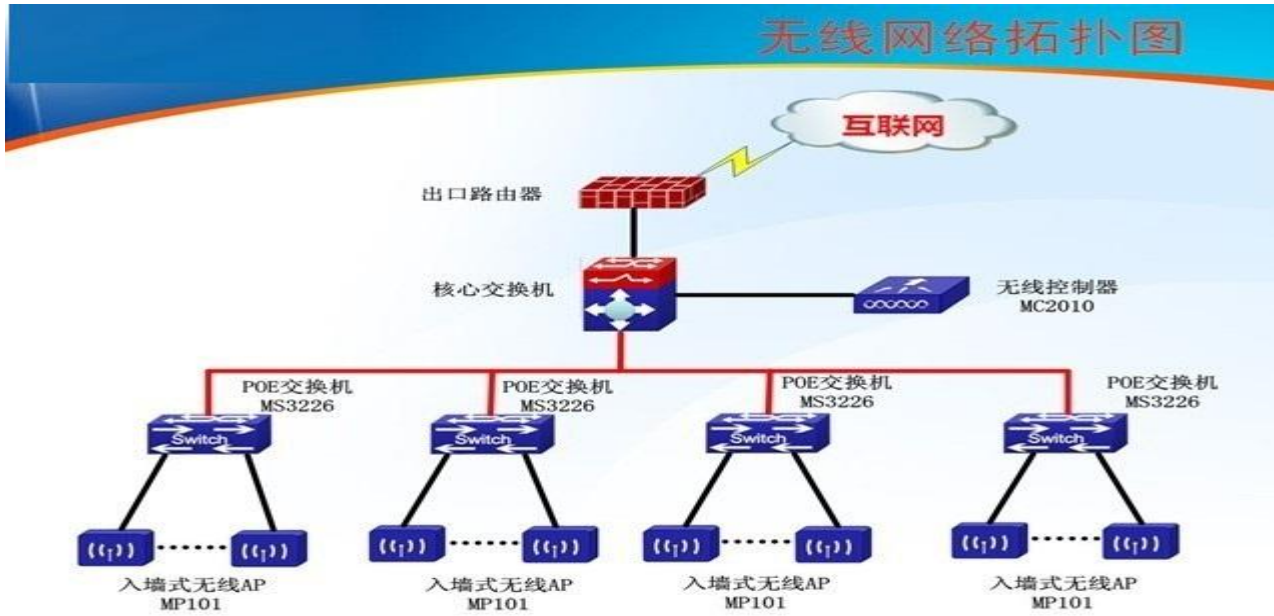 无线网络拓扑图
互联网
出口路由器
核心交换机
无线控制器
MC2010
POE交换机
MS3226
POE交换机
MS3226
POE交换机
MS3226
POE交换机
MS3226
Switch
Switch
Switch
Switch
入墙式无线AP
MP101
入墙式无线AP
MP101
入墙式无线AP
MP101
入墙式无线AP
MP101